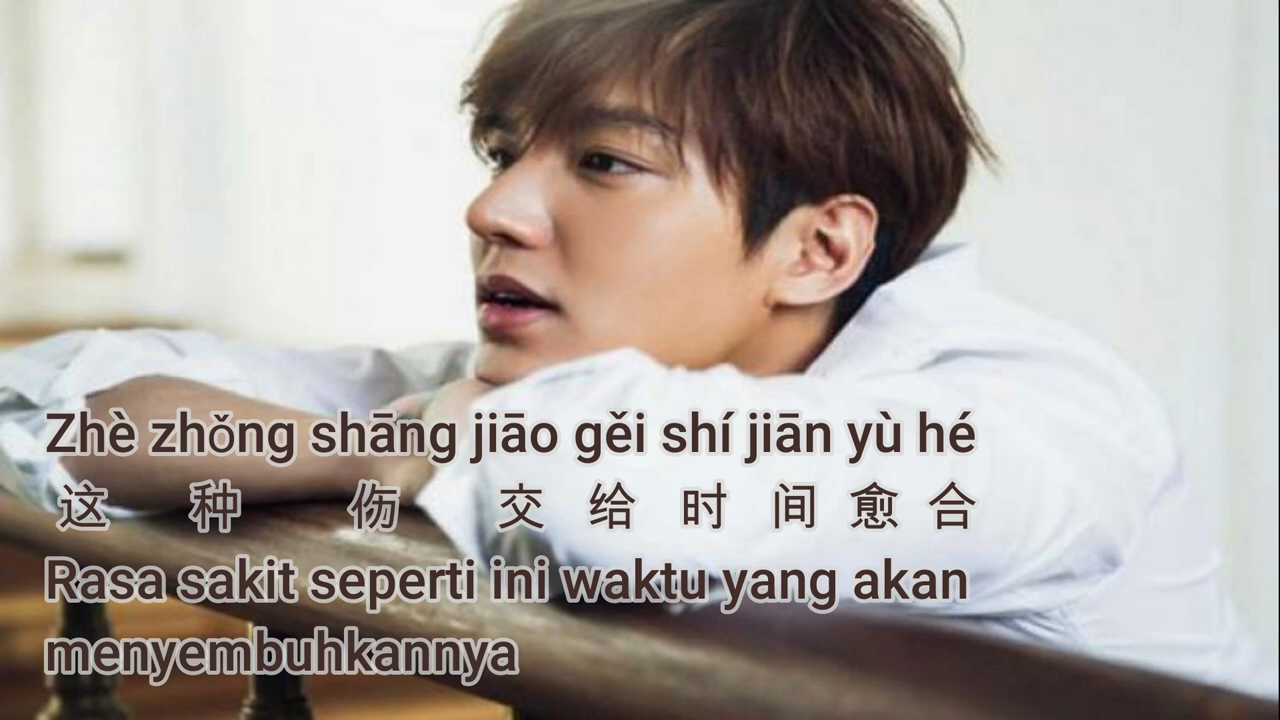 Zhè zhǒng shāng jiāo gěi shí jiān yù hé
这 种 伤 交 给 时 间 愈 合
Rasa sakit seperti ini waktu yang akan
menyembuhkannya